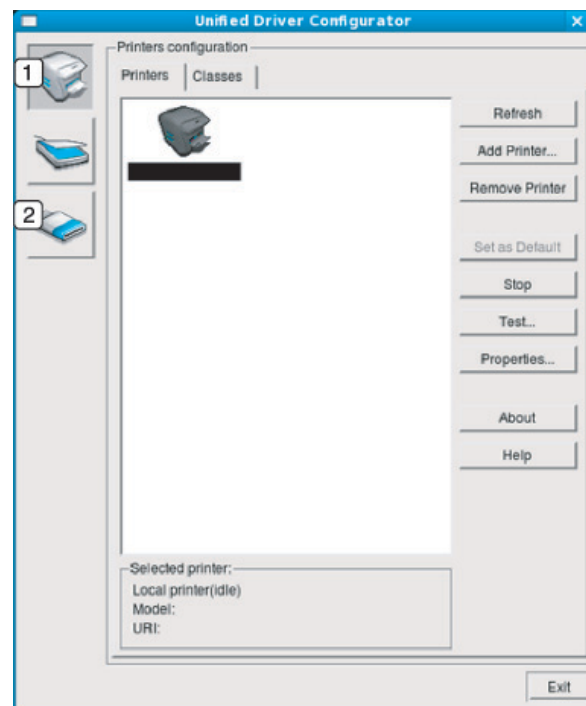 Unified Driver Configurator
1
2
Printers configuration
Printers Classes
Refresh
Add Printer...
Remove Printer
Set as Default
Stop
Test...
Properties...
About
Help
Selected printer:
Local printer(idle)
Model:
URI:
Exit